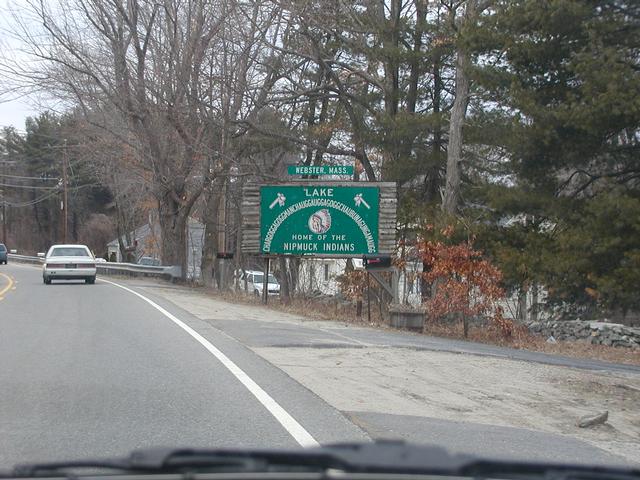 WEBSTER, MASS.
LAKE
HOME OF THE
NIPMUCK INDIANS